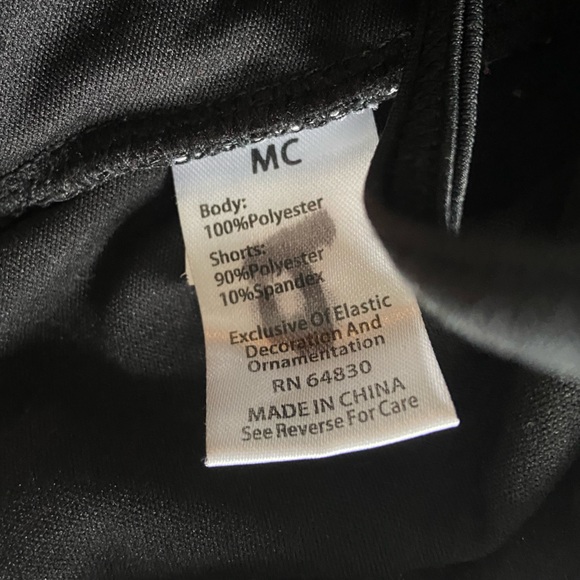 MC
Body:
100%Polyester
Shorts:
90%Polyester
10%Spandex
Exclusive Of Elastic
Decoration And
Ornamentation
RN 64830
MADE IN CHINA
See Reverse For Care